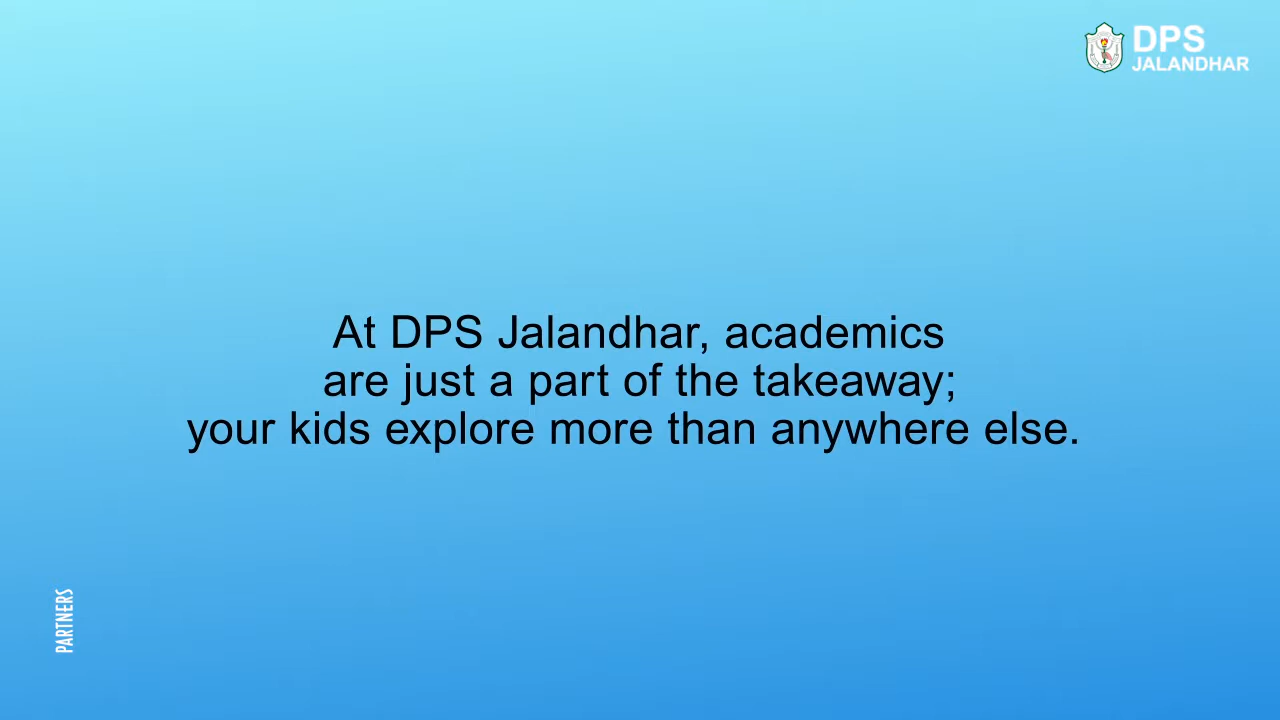 DPS
JALANDHAR
At DPS Jalandhar, academics
are just a part of the takeaway;
your kids explore more than anywhere else.
PARTNERS